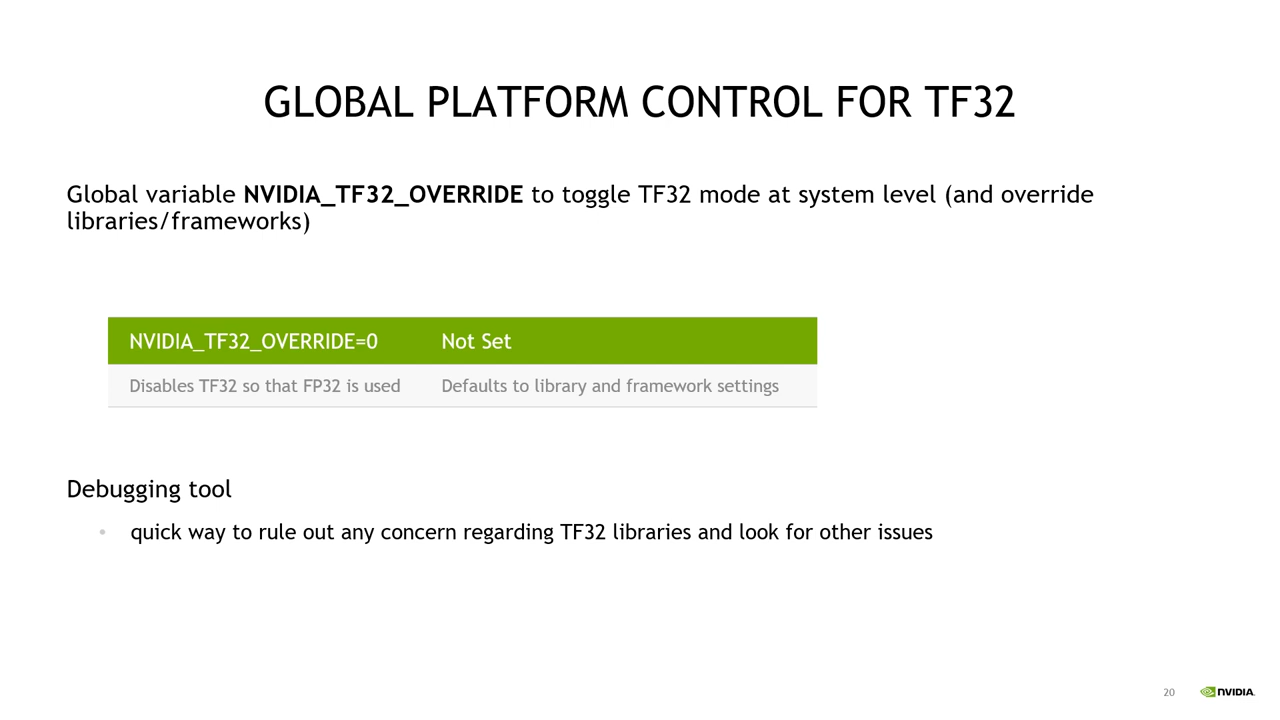 GLOBAL PLATFORM CONTROL FOR TF32
Global variable NVIDIA_TF32_OVERRIDE to toggle TF32 mode at system level (and override
libraries/frameworks)
NVIDIA_TF32_OVERRIDE=0 Not Set
Disables TF32 so that FP32 is used Defaults to library and framework settings
Debugging tool
• quick way to rule out any concern regarding TF32 libraries and look for other issues
20 NVIDIA.